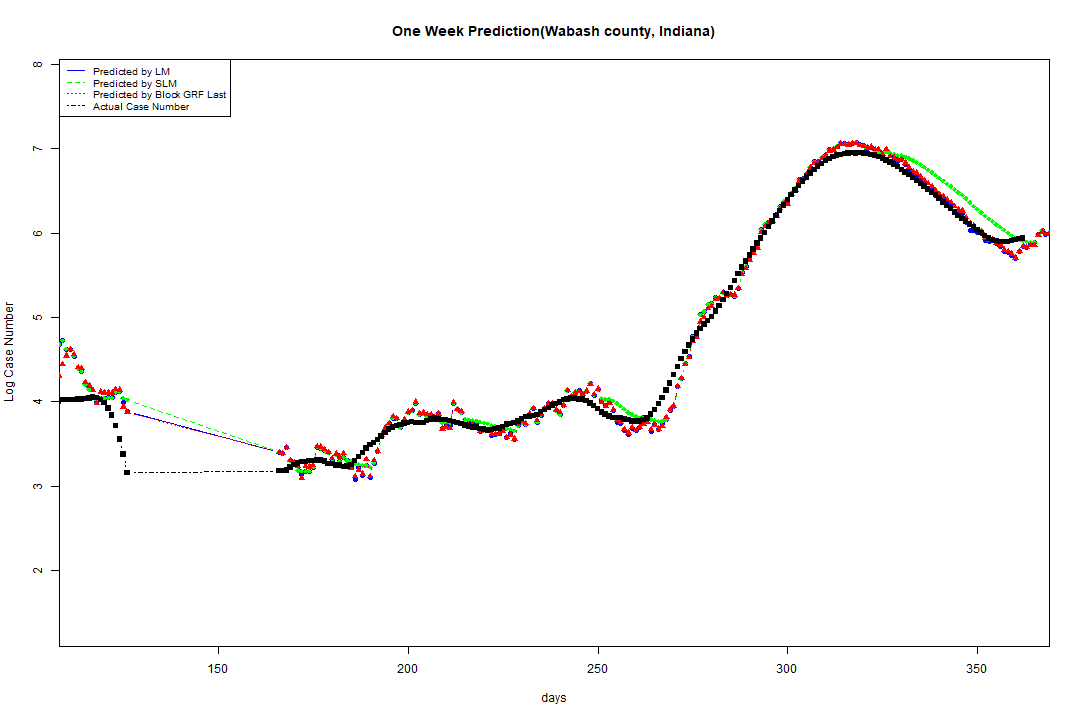 One Week Prediction(Wabash county, Indiana)
Predicted by LM
Predicted by SLM
Predicted by Block GRF Last
Actual Case Number
8
7
6
5
4
3
2
Log Case Number
150 200 250 300 350
days